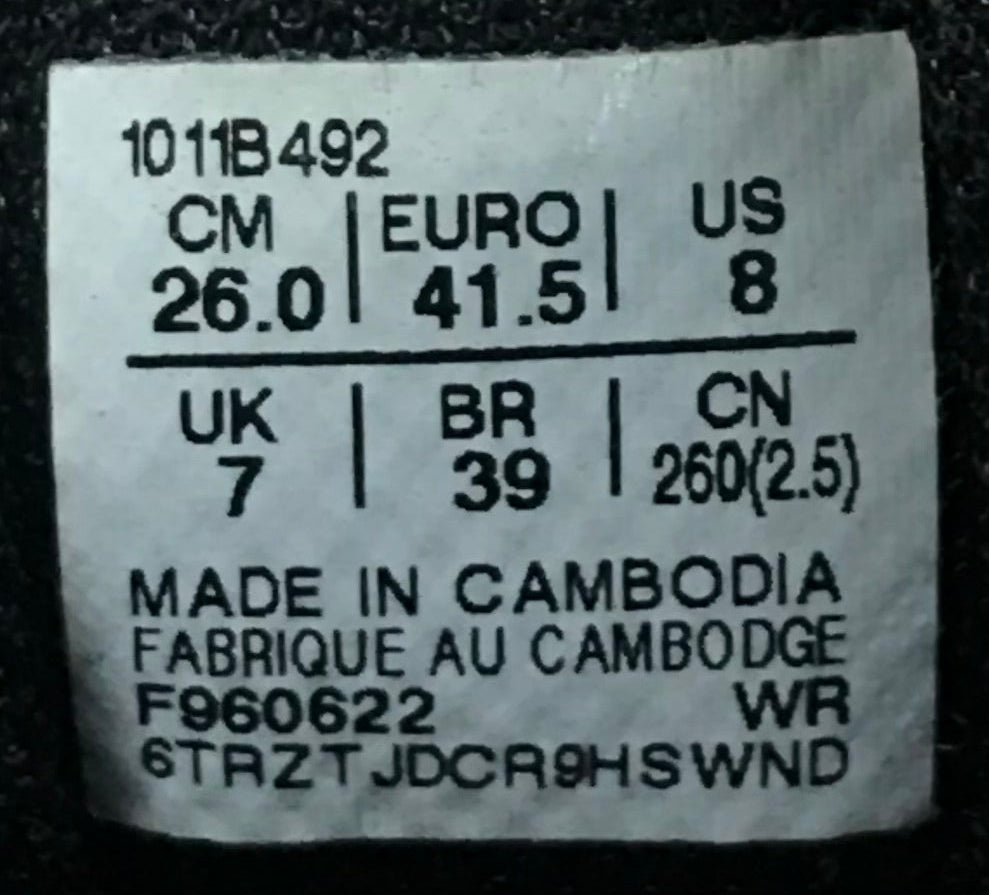 1011B492
CM | EURO | US
26.0 | 41.5 | 8
UK | BR | CN
7 | 39 | 260(2.5)
MADE IN CAMBODIA
FABRIQUE AU CAMBODGE
F960622 WR
6TRZTJDCR9HSWND